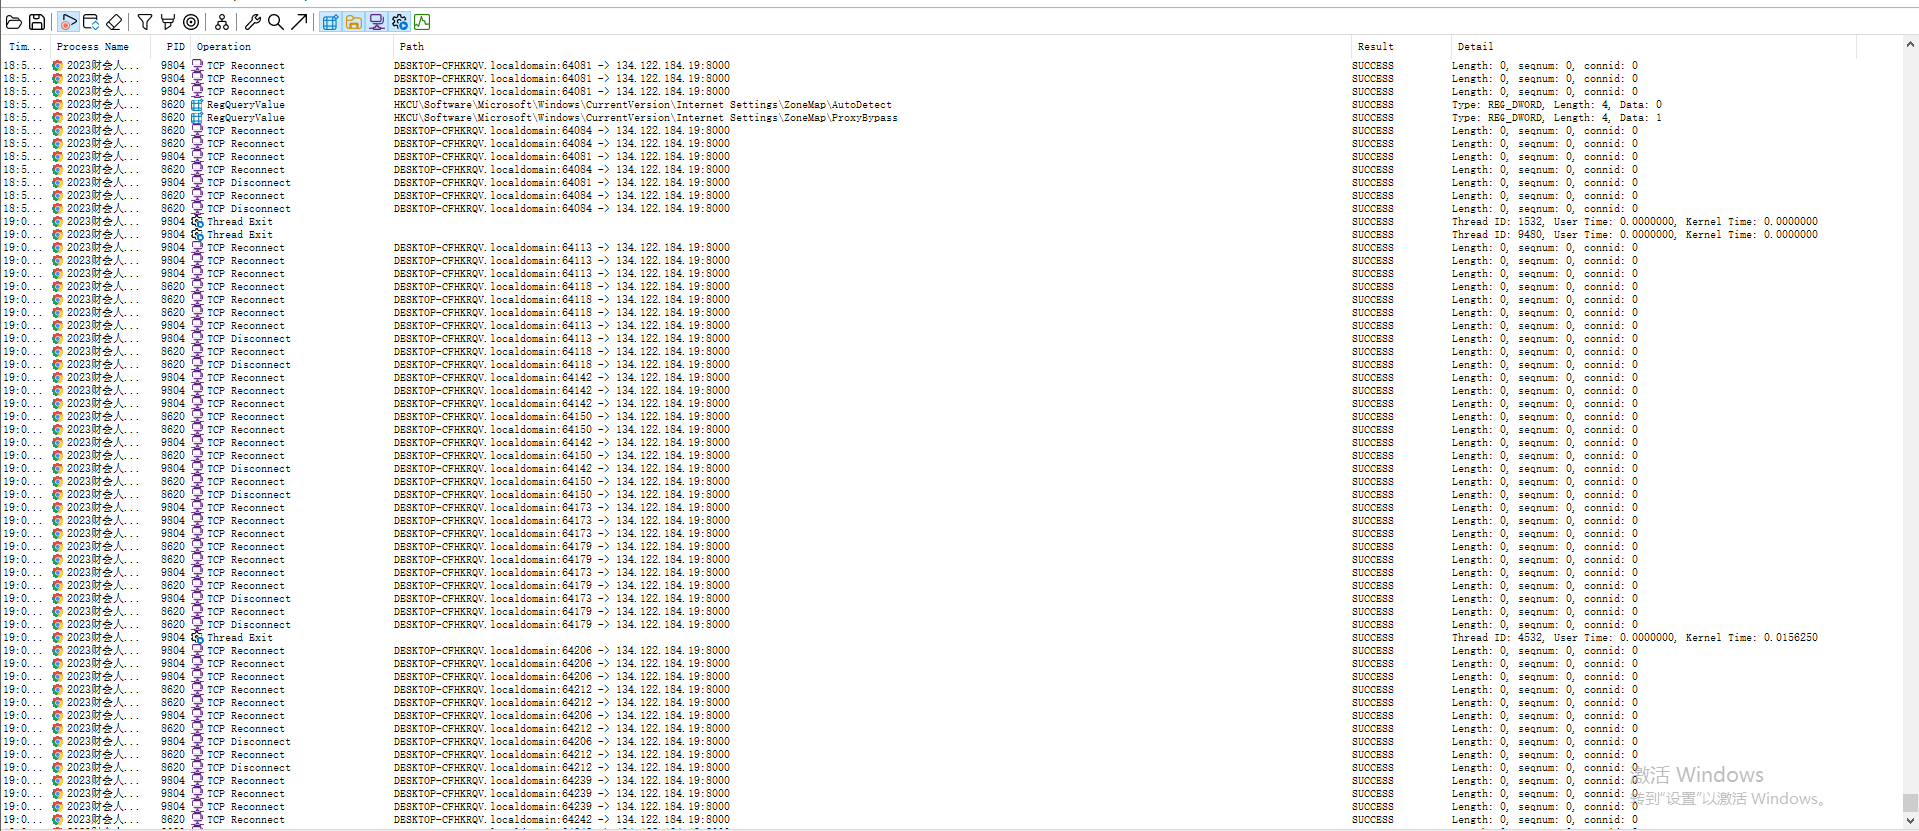 Tim... Process Name PID Operation Path Result Detail
18:5... 2023财会人... 9804 TCP Reconnect DESKTOP-CFHKRQV.localdomain:64081 -> 134.122.184.19:8000 SUCCESS Length: 0, seqnum: 0, connid: 0
18:5... 2023财会人... 9804 TCP Reconnect DESKTOP-CFHKRQV.localdomain:64081 -> 134.122.184.19:8000 SUCCESS Length: 0, seqnum: 0, connid: 0
18:5... 2023财会人... 9804 TCP Reconnect DESKTOP-CFHKRQV.localdomain:64081 -> 134.122.184.19:8000 SUCCESS Length: 0, seqnum: 0, connid: 0
18:5... 2023财会人... 8620 RegQueryValue HKCU\Software\Microsoft\Windows\CurrentVersion\Internet Settings\ZoneMap\AutoDetect SUCCESS Type: REG_DWORD, Length: 4, Data: 0
18:5... 2023财会人... 8620 RegQueryValue HKCU\Software\Microsoft\Windows\CurrentVersion\Internet Settings\ZoneMap\ProxyBypass SUCCESS Type: REG_DWORD, Length: 4, Data: 1
18:5... 2023财会人... 8620 TCP Reconnect DESKTOP-CFHKRQV.localdomain:64084 -> 134.122.184.19:8000 SUCCESS Length: 0, seqnum: 0, connid: 0
18:5... 2023财会人... 8620 TCP Reconnect DESKTOP-CFHKRQV.localdomain:64084 -> 134.122.184.19:8000 SUCCESS Length: 0, seqnum: 0, connid: 0
18:5... 2023财会人... 9804 TCP Reconnect DESKTOP-CFHKRQV.localdomain:64081 -> 134.122.184.19:8000 SUCCESS Length: 0, seqnum: 0, connid: 0
18:5... 2023财会人... 8620 TCP Reconnect DESKTOP-CFHKRQV.localdomain:64084 -> 134.122.184.19:8000 SUCCESS Length: 0, seqnum: 0, connid: 0
18:5... 2023财会人... 9804 TCP Disconnect DESKTOP-CFHKRQV.localdomain:64081 -> 134.122.184.19:8000 SUCCESS Length: 0, seqnum: 0, connid: 0
18:5... 2023财会人... 8620 TCP Reconnect DESKTOP-CFHKRQV.localdomain:64084 -> 134.122.184.19:8000 SUCCESS Length: 0, seqnum: 0, connid: 0
18:5... 2023财会人... 8620 TCP Disconnect DESKTOP-CFHKRQV.localdomain:64084 -> 134.122.184.19:8000 SUCCESS Length: 0, seqnum: 0, connid: 0
19:0... 2023财会人... 9804 Thread Exit SUCCESS Thread ID: 1532, User Time: 0.0000000, Kernel Time: 0.0000000
19:0... 2023财会人... 9804 Thread Exit SUCCESS Thread ID: 9480, User Time: 0.0000000, Kernel Time: 0.0000000
19:0... 2023财会人... 9804 TCP Reconnect DESKTOP-CFHKRQV.localdomain:64113 -> 134.122.184.19:8000 SUCCESS Length: 0, seqnum: 0, connid: 0
19:0... 2023财会人... 9804 TCP Reconnect DESKTOP-CFHKRQV.localdomain:64113 -> 134.122.184.19:8000 SUCCESS Length: 0, seqnum: 0, connid: 0
19:0... 2023财会人... 9804 TCP Reconnect DESKTOP-CFHKRQV.localdomain:64113 -> 134.122.184.19:8000 SUCCESS Length: 0, seqnum: 0, connid: 0
19:0... 2023财会人... 8620 TCP Reconnect DESKTOP-CFHKRQV.localdomain:64118 -> 134.122.184.19:8000 SUCCESS Length: 0, seqnum: 0, connid: 0
19:0... 2023财会人... 8620 TCP Reconnect DESKTOP-CFHKRQV.localdomain:64118 -> 134.122.184.19:8000 SUCCESS Length: 0, seqnum: 0, connid: 0
19:0... 2023财会人... 8620 TCP Reconnect DESKTOP-CFHKRQV.localdomain:64118 -> 134.122.184.19:8000 SUCCESS Length: 0, seqnum: 0, connid: 0
19:0... 2023财会人... 9804 TCP Reconnect DESKTOP-CFHKRQV.localdomain:64113 -> 134.122.184.19:8000 SUCCESS Length: 0, seqnum: 0, connid: 0
19:0... 2023财会人... 9804 TCP Disconnect DESKTOP-CFHKRQV.localdomain:64113 -> 134.122.184.19:8000 SUCCESS Length: 0, seqnum: 0, connid: 0
19:0... 2023财会人... 8620 TCP Reconnect DESKTOP-CFHKRQV.localdomain:64118 -> 134.122.184.19:8000 SUCCESS Length: 0, seqnum: 0, connid: 0
19:0... 2023财会人... 8620 TCP Disconnect DESKTOP-CFHKRQV.localdomain:64118 -> 134.122.184.19:8000 SUCCESS Length: 0, seqnum: 0, connid: 0
19:0... 2023财会人... 9804 TCP Reconnect DESKTOP-CFHKRQV.localdomain:64142 -> 134.122.184.19:8000 SUCCESS Length: 0, seqnum: 0, connid: 0
19:0... 2023财会人... 9804 TCP Reconnect DESKTOP-CFHKRQV.localdomain:64142 -> 134.122.184.19:8000 SUCCESS Length: 0, seqnum: 0, connid: 0
19:0... 2023财会人... 9804 TCP Reconnect DESKTOP-CFHKRQV.localdomain:64142 -> 134.122.184.19:8000 SUCCESS Length: 0, seqnum: 0, connid: 0
19:0... 2023财会人... 8620 TCP Reconnect DESKTOP-CFHKRQV.localdomain:64150 -> 134.122.184.19:8000 SUCCESS Length: 0, seqnum: 0, connid: 0
19:0... 2023财会人... 8620 TCP Reconnect DESKTOP-CFHKRQV.localdomain:64150 -> 134.122.184.19:8000 SUCCESS Length: 0, seqnum: 0, connid: 0
19:0... 2023财会人... 9804 TCP Reconnect DESKTOP-CFHKRQV.localdomain:64142 -> 134.122.184.19:8000 SUCCESS Length: 0, seqnum: 0, connid: 0
19:0... 2023财会人... 8620 TCP Reconnect DESKTOP-CFHKRQV.localdomain:64150 -> 134.122.184.19:8000 SUCCESS Length: 0, seqnum: 0, connid: 0
19:0... 2023财会人... 9804 TCP Disconnect DESKTOP-CFHKRQV.localdomain:64142 -> 134.122.184.19:8000 SUCCESS Length: 0, seqnum: 0, connid: 0
19:0... 2023财会人... 8620 TCP Reconnect DESKTOP-CFHKRQV.localdomain:64150 -> 134.122.184.19:8000 SUCCESS Length: 0, seqnum: 0, connid: 0
19:0... 2023财会人... 8620 TCP Disconnect DESKTOP-CFHKRQV.localdomain:64150 -> 134.122.184.19:8000 SUCCESS Length: 0, seqnum: 0, connid: 0
19:0... 2023财会人... 9804 TCP Reconnect DESKTOP-CFHKRQV.localdomain:64173 -> 134.122.184.19:8000 SUCCESS Length: 0, seqnum: 0, connid: 0
19:0... 2023财会人... 9804 TCP Reconnect DESKTOP-CFHKRQV.localdomain:64173 -> 134.122.184.19:8000 SUCCESS Length: 0, seqnum: 0, connid: 0
19:0... 2023财会人... 9804 TCP Reconnect DESKTOP-CFHKRQV.localdomain:64173 -> 134.122.184.19:8000 SUCCESS Length: 0, seqnum: 0, connid: 0
19:0... 2023财会人... 8620 TCP Reconnect DESKTOP-CFHKRQV.localdomain:64179 -> 134.122.184.19:8000 SUCCESS Length: 0, seqnum: 0, connid: 0
19:0... 2023财会人... 8620 TCP Reconnect DESKTOP-CFHKRQV.localdomain:64179 -> 134.122.184.19:8000 SUCCESS Length: 0, seqnum: 0, connid: 0
19:0... 2023财会人... 9804 TCP Reconnect DESKTOP-CFHKRQV.localdomain:64173 -> 134.122.184.19:8000 SUCCESS Length: 0, seqnum: 0, connid: 0
19:0... 2023财会人... 8620 TCP Reconnect DESKTOP-CFHKRQV.localdomain:64179 -> 134.122.184.19:8000 SUCCESS Length: 0, seqnum: 0, connid: 0
19:0... 2023财会人... 9804 TCP Disconnect DESKTOP-CFHKRQV.localdomain:64173 -> 134.122.184.19:8000 SUCCESS Length: 0, seqnum: 0, connid: 0
19:0... 2023财会人... 8620 TCP Reconnect DESKTOP-CFHKRQV.localdomain:64179 -> 134.122.184.19:8000 SUCCESS Length: 0, seqnum: 0, connid: 0
19:0... 2023财会人... 8620 TCP Disconnect DESKTOP-CFHKRQV.localdomain:64179 -> 134.122.184.19:8000 SUCCESS Length: 0, seqnum: 0, connid: 0
19:0... 2023财会人... 9804 Thread Exit SUCCESS Thread ID: 4532, User Time: 0.0000000, Kernel Time: 0.0156250
19:0... 2023财会人... 9804 TCP Reconnect DESKTOP-CFHKRQV.localdomain:64206 -> 134.122.184.19:8000 SUCCESS Length: 0, seqnum: 0, connid: 0
19:0... 2023财会人... 9804 TCP Reconnect DESKTOP-CFHKRQV.localdomain:64206 -> 134.122.184.19:8000 SUCCESS Length: 0, seqnum: 0, connid: 0
19:0... 2023财会人... 9804 TCP Reconnect DESKTOP-CFHKRQV.localdomain:64206 -> 134.122.184.19:8000 SUCCESS Length: 0, seqnum: 0, connid: 0
19:0... 2023财会人... 8620 TCP Reconnect DESKTOP-CFHKRQV.localdomain:64212 -> 134.122.184.19:8000 SUCCESS Length: 0, seqnum: 0, connid: 0
19:0... 2023财会人... 8620 TCP Reconnect DESKTOP-CFHKRQV.localdomain:64212 -> 134.122.184.19:8000 SUCCESS Length: 0, seqnum: 0, connid: 0
19:0... 2023财会人... 9804 TCP Reconnect DESKTOP-CFHKRQV.localdomain:64206 -> 134.122.184.19:8000 SUCCESS Length: 0, seqnum: 0, connid: 0
19:0... 2023财会人... 8620 TCP Reconnect DESKTOP-CFHKRQV.localdomain:64212 -> 134.122.184.19:8000 SUCCESS Length: 0, seqnum: 0, connid: 0
19:0... 2023财会人... 9804 TCP Disconnect DESKTOP-CFHKRQV.localdomain:64206 -> 134.122.184.19:8000 SUCCESS Length: 0, seqnum: 0, connid: 0
19:0... 2023财会人... 8620 TCP Reconnect DESKTOP-CFHKRQV.localdomain:64212 -> 134.122.184.19:8000 SUCCESS Length: 0, seqnum: 0, connid: 0
19:0... 2023财会人... 8620 TCP Disconnect DESKTOP-CFHKRQV.localdomain:64212 -> 134.122.184.19:8000 SUCCESS Length: 0, seqnum: 0, connid: 0
19:0... 2023财会人... 9804 TCP Reconnect DESKTOP-CFHKRQV.localdomain:64239 -> 134.122.184.19:8000 SUCCESS Length: 0, seqnum: 0, connid: 0
19:0... 2023财会人... 9804 TCP Reconnect DESKTOP-CFHKRQV.localdomain:64239 -> 134.122.184.19:8000 SUCCESS Length: 0, seqnum: 0, connid: 0
19:0... 2023财会人... 9804 TCP Reconnect DESKTOP-CFHKRQV.localdomain:64239 -> 134.122.184.19:8000 SUCCESS Length: 0, seqnum: 0, connid: 0
19:0... 2023财会人... 8620 TCP Reconnect DESKTOP-CFHKRQV.localdomain:64242 -> 134.122.184.19:8000 SUCCESS Length: 0, seqnum: 0, connid: 0
激活 Windows
转到“设置”以激活 Windows。